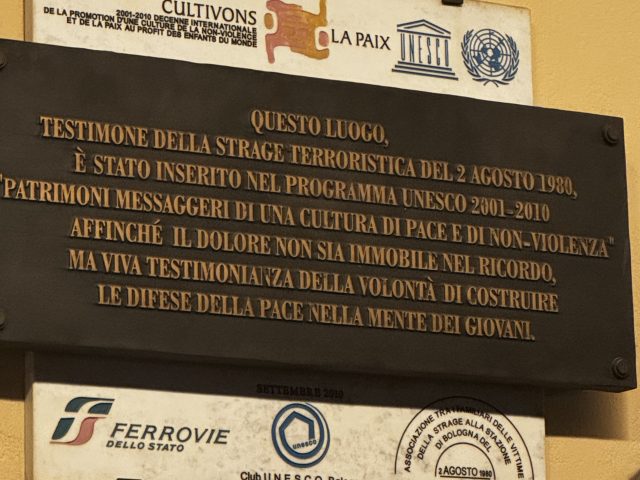 CULTIVONS
2001-2010 DECENNIE INTERNATIONALE
DE LA PROMOTION D'UNE CULTURE DE LA NON-VIOLENCE
ET DE LA PAIX AU PROFIT DES ENFANTS DU MONDE
LA PAIX
UNESCO
QUESTO LUOGO,
TESTIMONE DELLA STRAGE TERRORISTICA DEL 2 AGOSTO 1980,
È STATO INSERITO NEL PROGRAMMA UNESCO 2001-2010
"PATRIMONI MESSAGGERI DI UNA CULTURA DI PACE E DI NON-VIOLENZA"
AFFINCHÉ IL DOLORE NON SIA IMMOBILE NEL RICORDO,
MA VIVA TESTIMONIANZA DELLA VOLONTÀ DI COSTRUIRE
LE DIFESE DELLA PACE NELLA MENTE DEI GIOVANI.
SETTEMBRE 2010
FERROVIE
DELLO STATO
unesco
Club UNESCO
ASSOCIAZIONE TRA I FAMILIARI DELLE VITTIME
DELLA STRAGE ALLA STAZIONE
DI BOLOGNA DEL
2 AGOSTO 1980